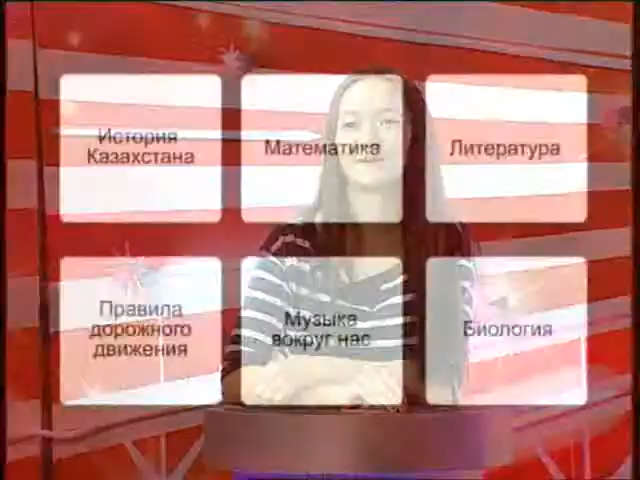 История
Казахстана
Математика
Литература
Правила
дорожного
движения
Музыка
вокруг нас
Биология